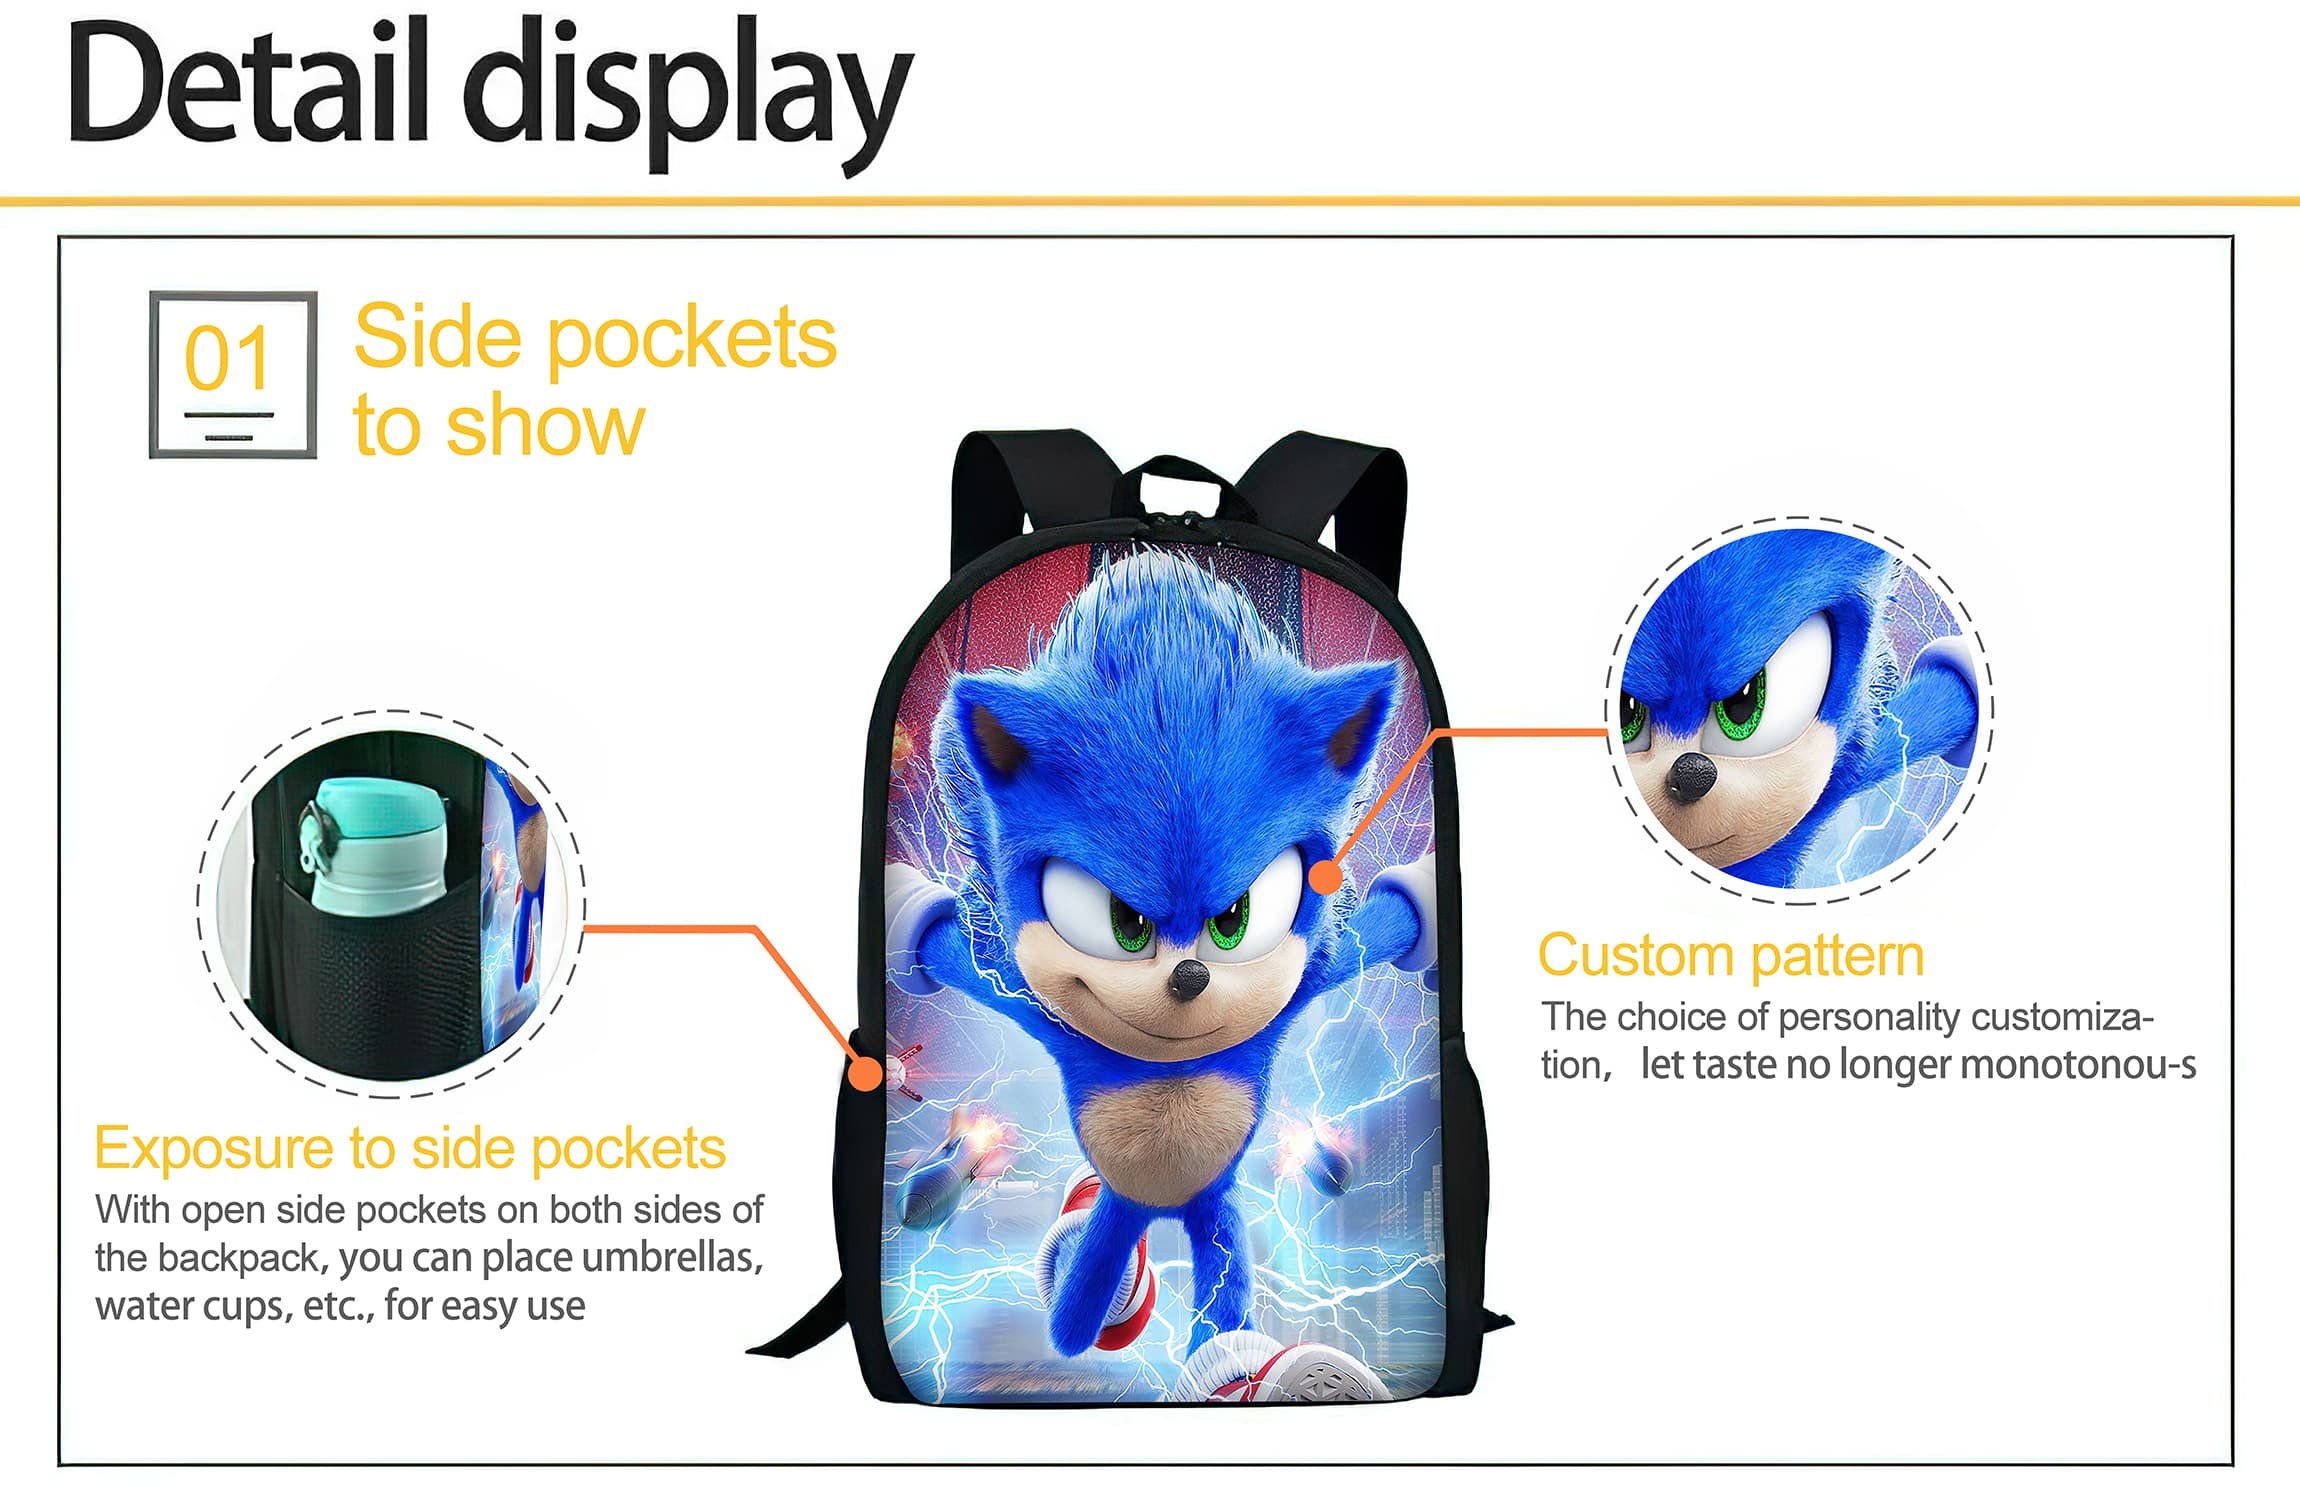 Detail display
01
Side pockets
to show
Exposure to side pockets
With open side pockets on both sides of
the backpack, you can place umbrellas,
water cups, etc., for easy use
Custom pattern
The choice of personality customiza-
tion, let taste no longer monotonou-s